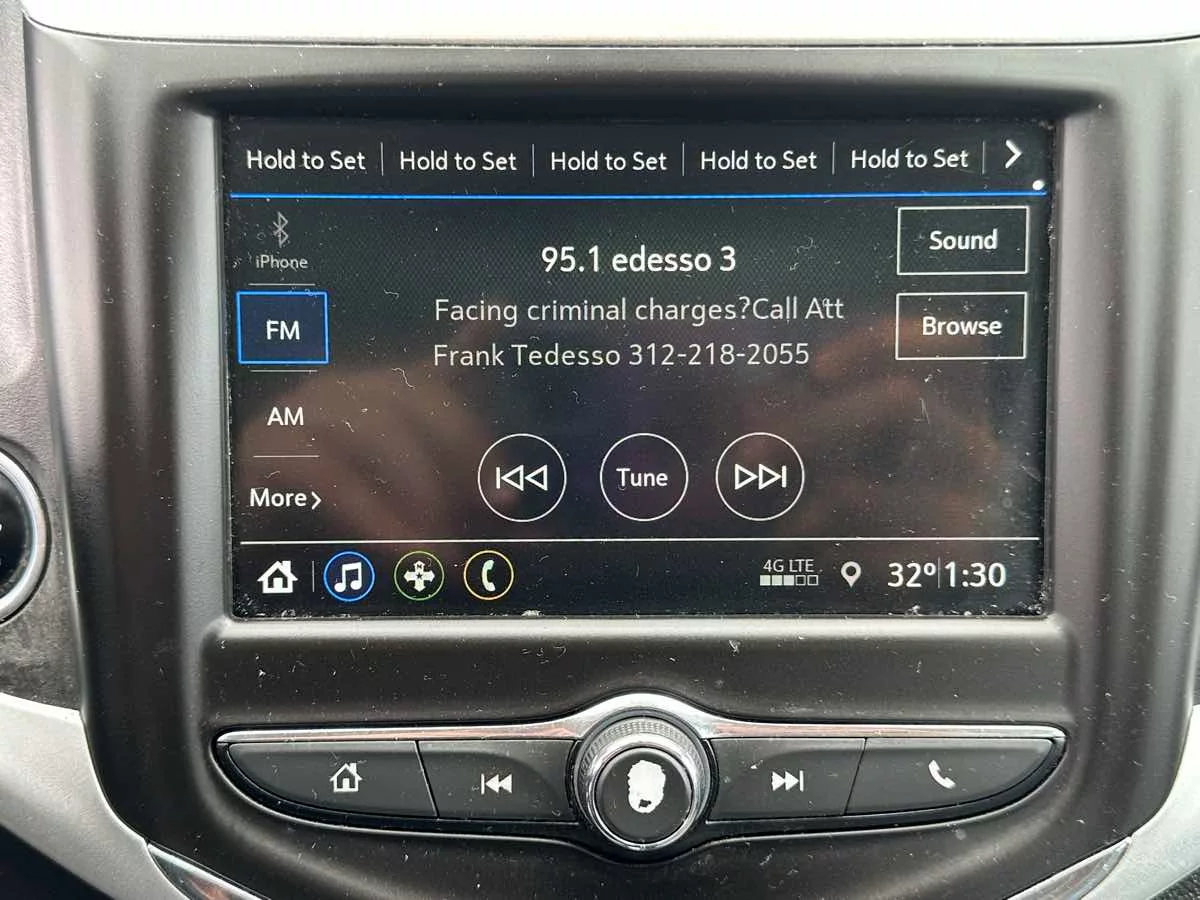 Hold to Set Hold to Set Hold to Set Hold to Set Hold to Set
iPhone
Sound
95.1 edesso 3
Facing criminal charges?Call Att
FM
Browse
Frank Tedesso 312-218-2055
AM
Tune
More
4G LTE
32° 1:30